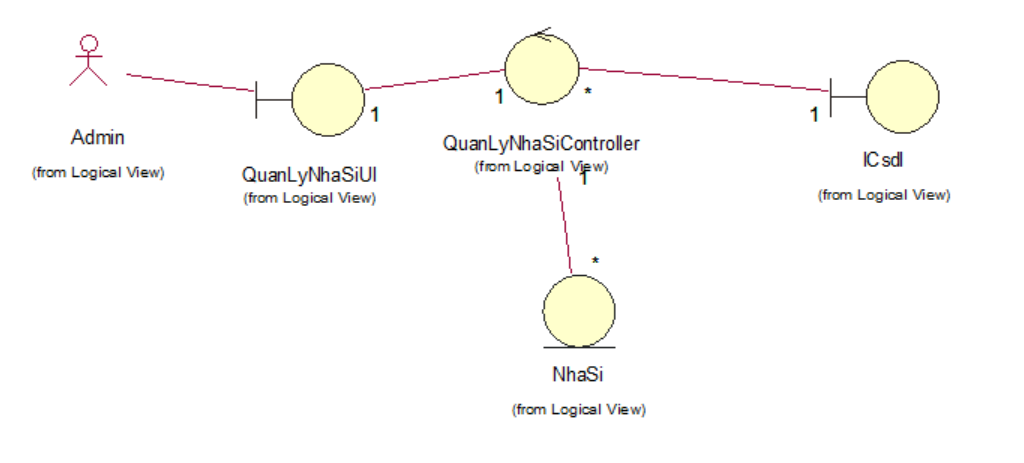 Admin
(from Logical View)
QuanLyNhaSiUI
(from Logical View)
1
1
QuanLyNhaSiController
(from Logical View)
*
1
1
ICsdl
(from Logical View)
*
NhaSi
(from Logical View)